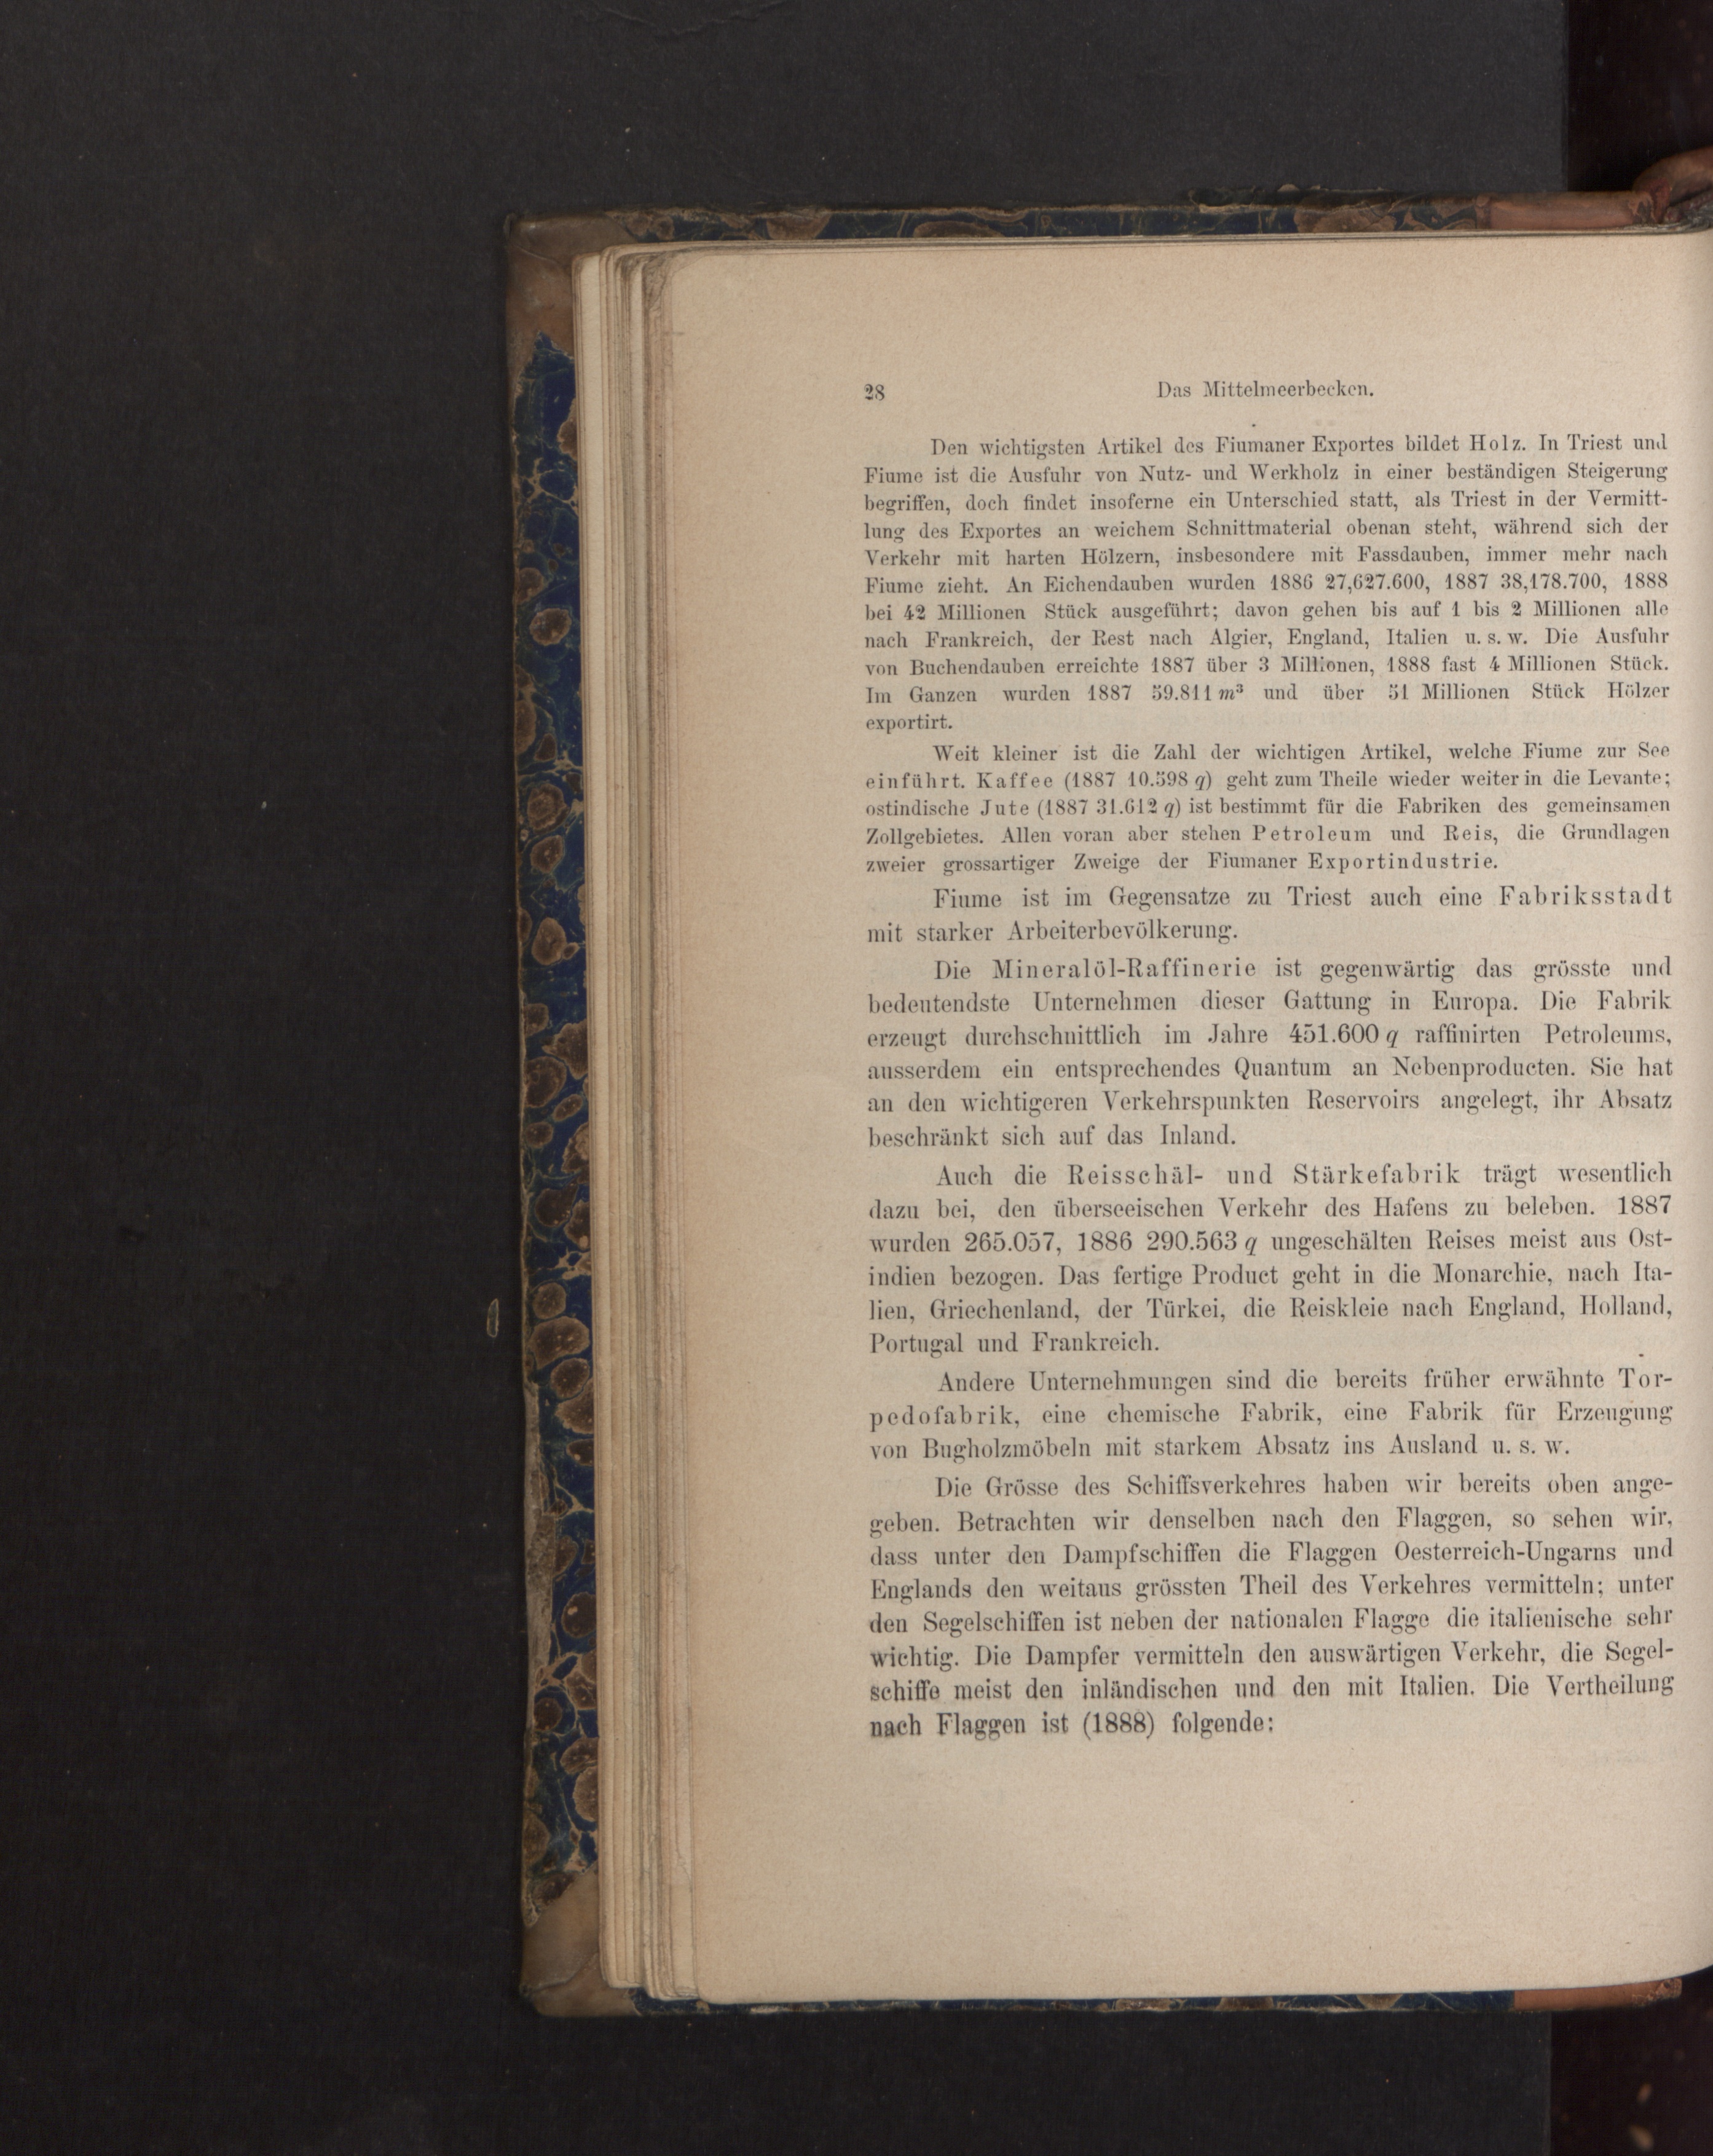 28 Das Mittelmeerbecken.
Den wichtigsten Artikel des Fiumaner Exportes bildet Holz. In Triest und
Fiume ist die Ausfuhr von Nutz- und Werkholz in einer beständigen Steigerung
begriffen, doch findet insoferne ein Unterschied statt, als Triest in der Vermitt-
lung des Exportes an weichem Schnittmaterial obenan steht, während sich der
Verkehr mit harten Hölzern, insbesondere mit Fassdauben, immer mehr nach
Fiume zieht. An Eichendauben wurden 1886 27,627.600, 1887 38,178.700, 1888
bei 42 Millionen Stück ausgeführt; davon gehen bis auf 1 bis 2 Millionen alle
nach Frankreich, der Rest nach Algier, England, Italien u. s. w. Die Ausfuhr
von Buchendauben erreichte 1887 über 3 Millionen, 1888 fast 4 Millionen Stück.
Im Ganzen wurden 1887 59.811 m³ und über 51 Millionen Stück Hölzer
exportirt.
Weit kleiner ist die Zahl der wichtigen Artikel, welche Fiume zur See
einführt. Kaffee (1887 10.598 q) geht zum Theile wieder weiter in die Levante;
ostindische Jute (1887 31.612 q) ist bestimmt für die Fabriken des gemeinsamen
Zollgebietes. Allen voran aber stehen Petroleum und Reis, die Grundlagen
zweier grossartiger Zweige der Fiumaner Exportindustrie.
Fiume ist im Gegensatze zu Triest auch eine Fabriksstadt
mit starker Arbeiterbevölkerung.
Die Mineralöl-Raffinerie ist gegenwärtig das grösste und
bedeutendste Unternehmen dieser Gattung in Europa. Die Fabrik
erzeugt durchschnittlich im Jahre 451.600 q raffinirten Petroleums,
ausserdem ein entsprechendes Quantum an Nebenproducten. Sie hat
an den wichtigeren Verkehrspunkten Reservoirs angelegt, ihr Absatz
beschränkt sich auf das Inland.
Auch die Reisschäl- und Stärkefabrik trägt wesentlich
dazu bei, den überseeischen Verkehr des Hafens zu beleben. 1887
wurden 265.057, 1886 290.563 q ungeschälten Reises meist aus Ost-
indien bezogen. Das fertige Product geht in die Monarchie, nach Ita-
lien, Griechenland, der Türkei, die Reiskleie nach England, Holland,
Portugal und Frankreich.
Andere Unternehmungen sind die bereits früher erwähnte Tor-
pedofabrik, eine chemische Fabrik, eine Fabrik für Erzeugung
von Bugholzmöbeln mit starkem Absatz ins Ausland u. s. w.
Die Grösse des Schiffsverkehres haben wir bereits oben ange-
geben. Betrachten wir denselben nach den Flaggen, so sehen wir,
dass unter den Dampfschiffen die Flaggen Oesterreich-Ungarns und
Englands den weitaus grössten Theil des Verkehres vermitteln; unter
den Segelschiffen ist neben der nationalen Flagge die italienische sehr
wichtig. Die Dampfer vermitteln den auswärtigen Verkehr, die Segel-
schiffe meist den inländischen und den mit Italien. Die Vertheilung
nach Flaggen ist (1888) folgende: